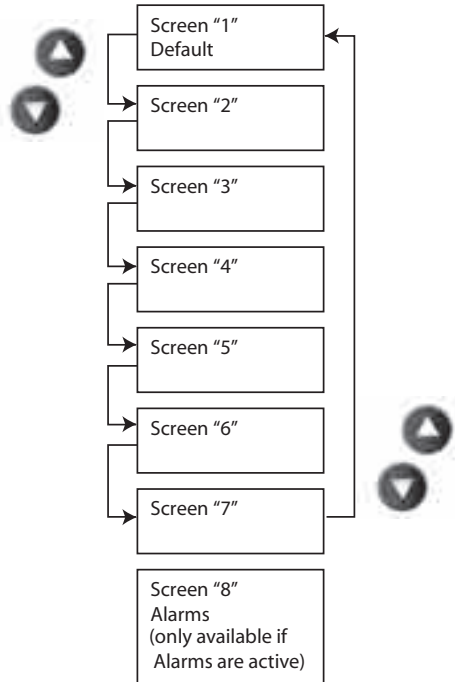 Screen “1”
Default
Screen “2”
Screen “3”
Screen “4”
Screen “5”
Screen “6”
Screen “7”
Screen “8”
Alarms
(only available if
Alarms are active)